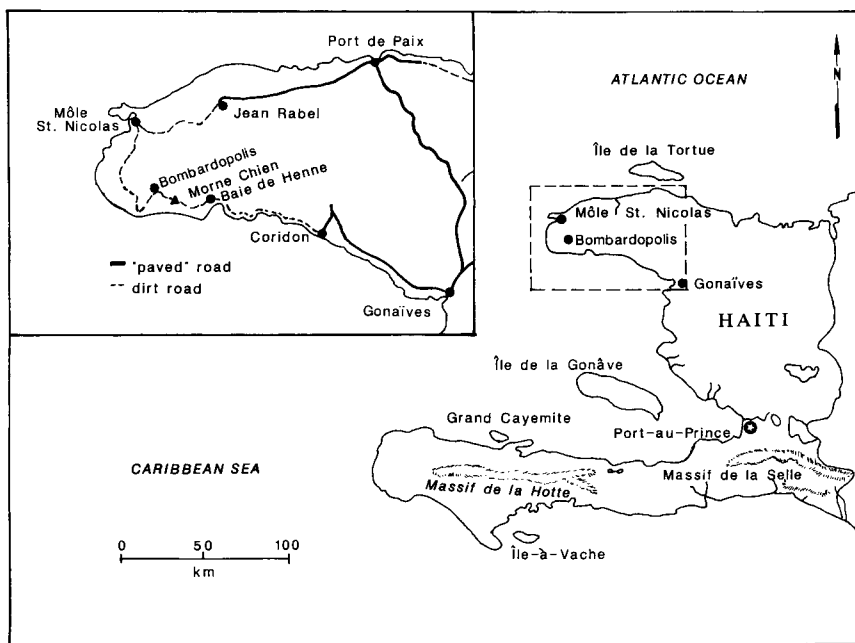 Port de Paix
Môle
St. Nicolas
Jean Rabel
Bombardopolis
Morne Chien
Baie de Henne
Coridon
"paved" road
dirt road
Gonaïves
N
ATLANTIC OCEAN
Île de la Tortue
Môle St. Nicolas
Bombardopolis
Gonaïves
HAITI
Île de la Gonâve
Grand Cayemite
Port-au-Prince
CARIBBEAN SEA
Massif de la Selle
Massif de la Hotte
0 50 100
km
Île-à-Vache